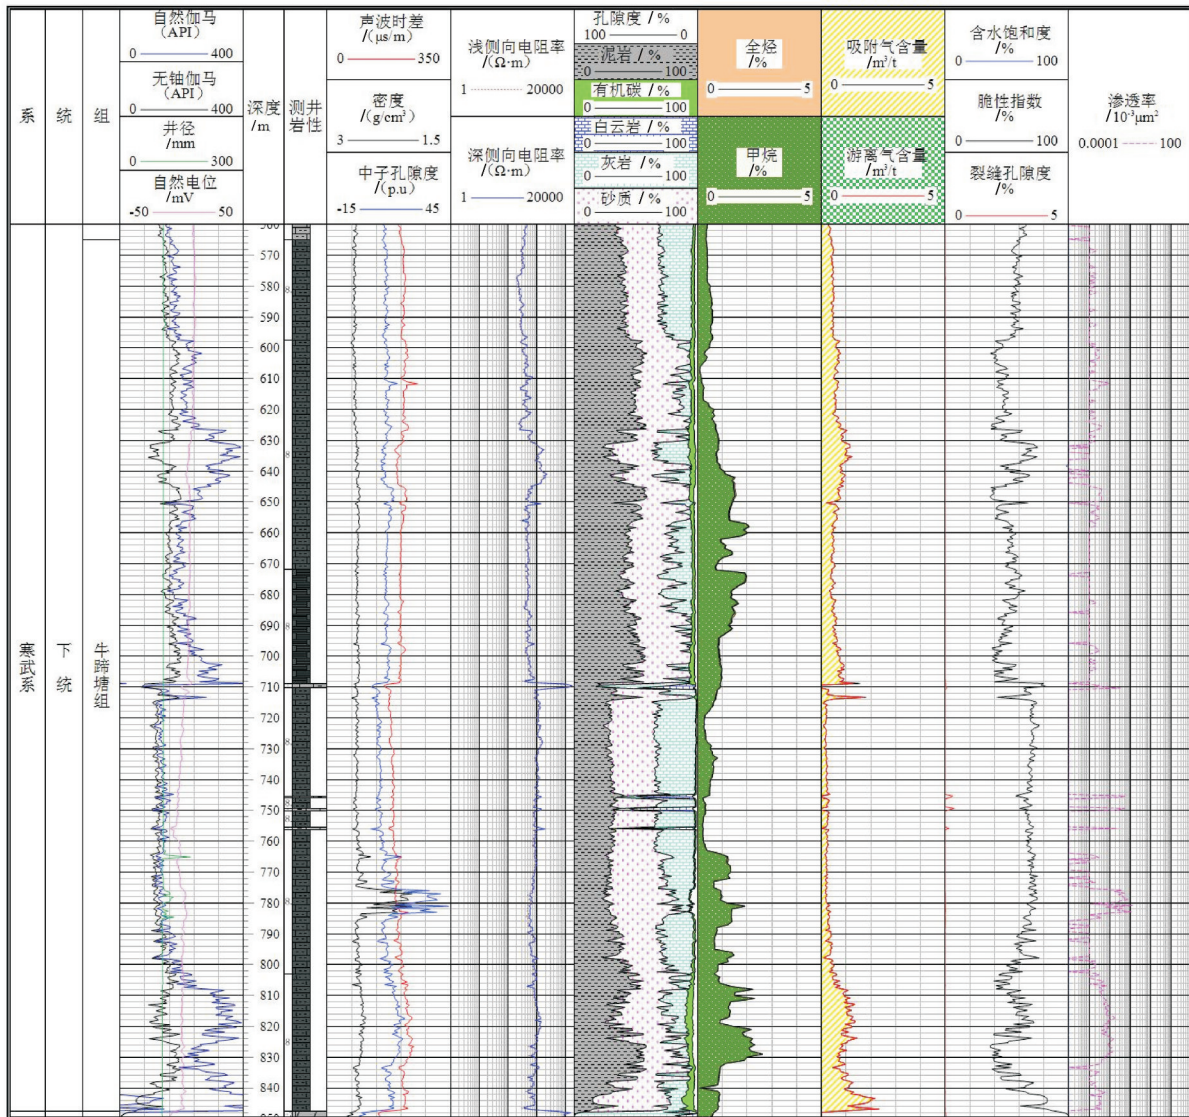 系
统
组
自然伽马
(API)
0 400
无铀伽马
(API)
0 400
井径
/mm
0 300
自然电位
/mV
-50 50
深度
/m
测井
岩性
声波时差
/(μs/m)
0 350
密度
/(g/cm³)
3 1.5
中子孔隙度
/(p.u)
-15 45
浅侧向电阻率
/(Ω·m)
1 20000
深侧向电阻率
/(Ω·m)
1 20000
孔隙度 / %
100 0
泥岩 / %
0 100
有机碳 / %
0 100
白云岩 / %
0 100
灰岩 / %
0 100
砂质 / %
0 100
全烃
/%
0 5
甲烷
/%
0 5
吸附气含量
/m³/t
0 5
游离气含量
/m³/t
0 5
含水饱和度
/%
0 100
脆性指数
/%
0 100
裂缝孔隙度
/%
0 5
渗透率
/10⁻³μm²
0.0001 100
寒武系
下统
牛蹄塘组
570
580
590
600
610
620
630
640
650
660
670
680
690
700
710
720
730
740
750
760
770
780
790
800
810
820
830
840